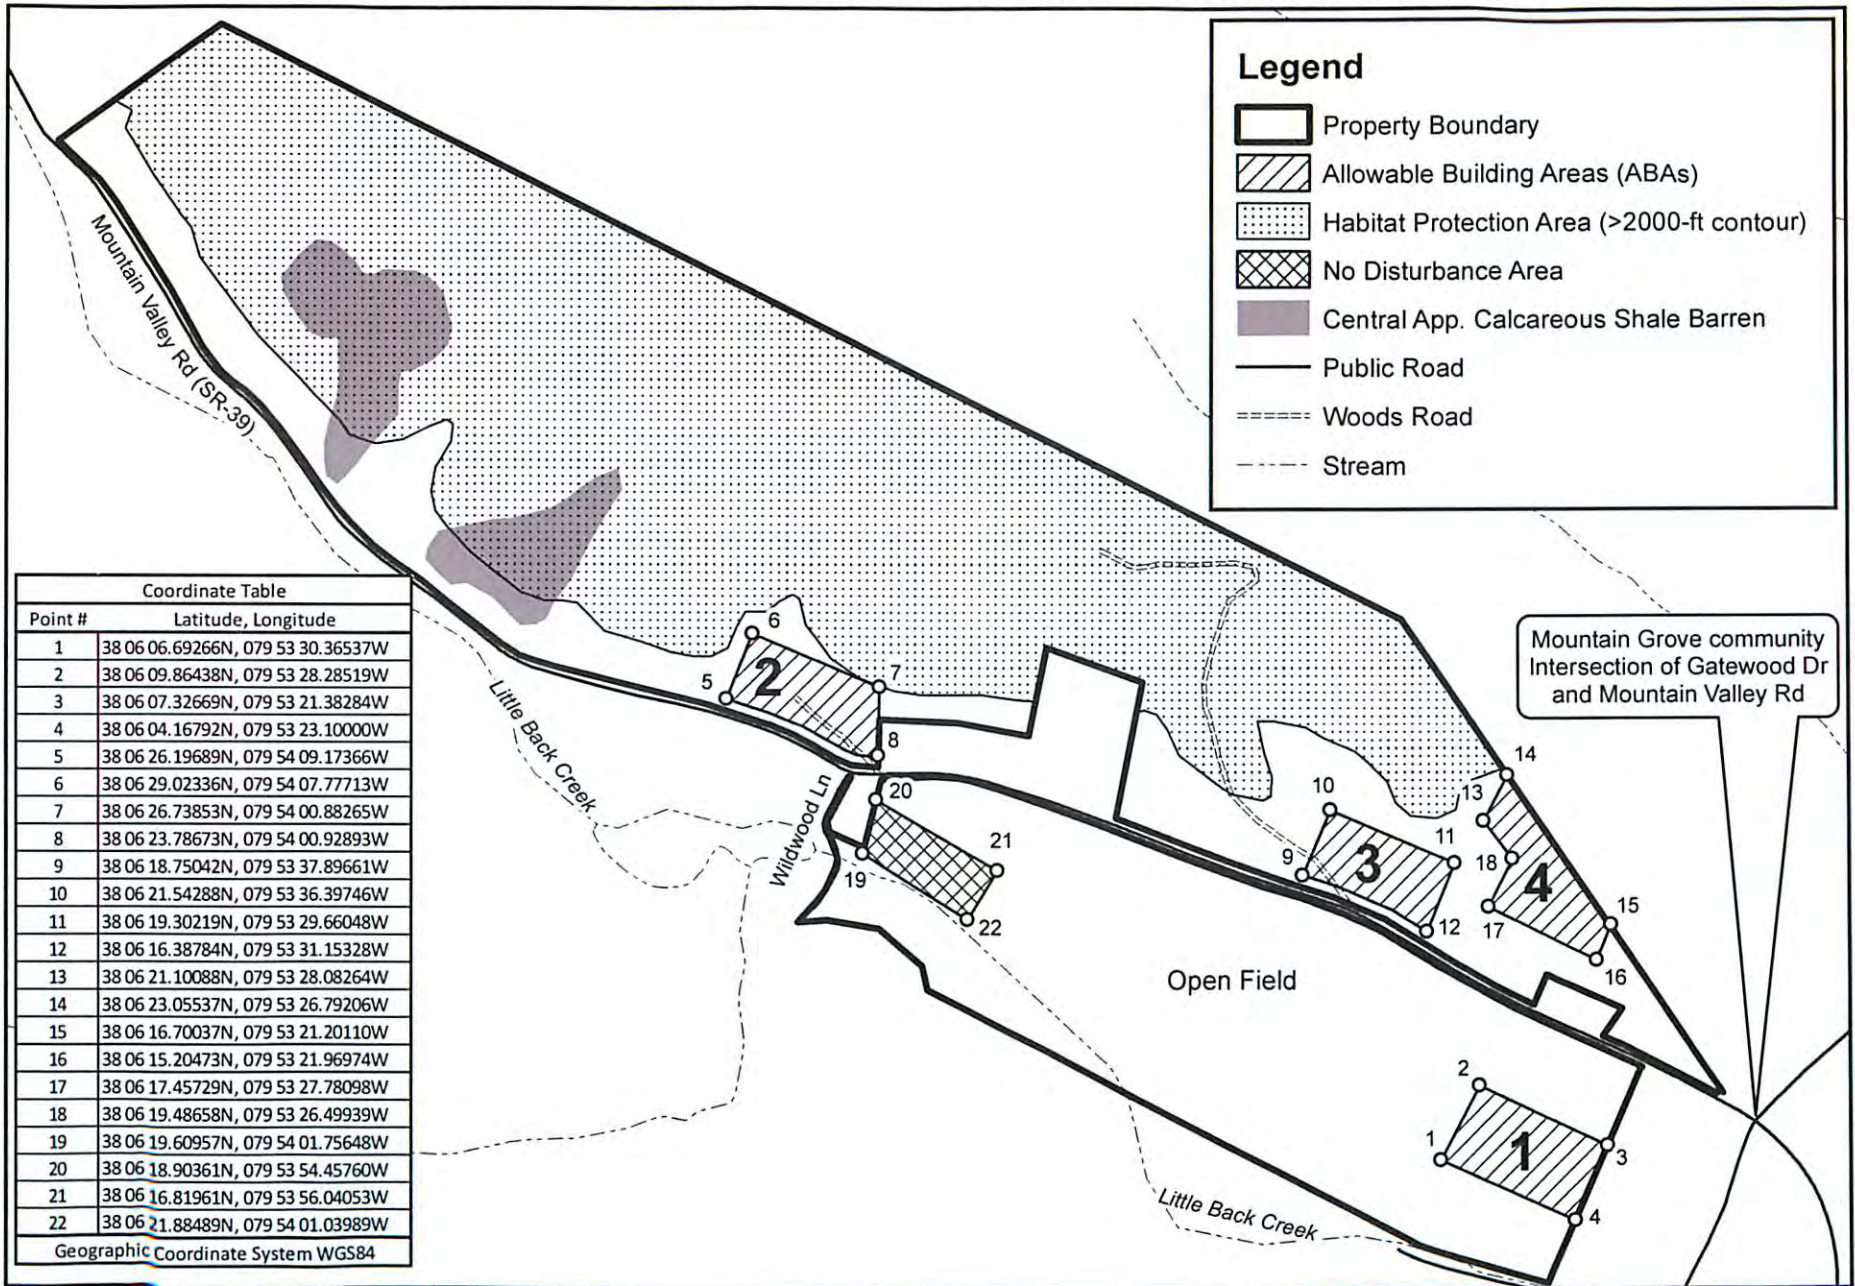 Legend
Property Boundary
Allowable Building Areas (ABAs)
Habitat Protection Area (>2000-ft contour)
No Disturbance Area
Central App. Calcareous Shale Barren
Public Road
Woods Road
Stream
Mountain Valley Rd (SR-39)
Coordinate Table
Point # Latitude, Longitude
1 38 06 06.69266N, 079 53 30.36537W
2 38 06 09.86438N, 079 53 28.28519W
3 38 06 07.32669N, 079 53 21.38284W
4 38 06 04.16792N, 079 53 23.10000W
5 38 06 26.19689N, 079 54 09.17366W
6 38 06 29.02336N, 079 54 07.77713W
7 38 06 26.73853N, 079 54 00.88265W
8 38 06 23.78673N, 079 54 00.92893W
9 38 06 18.75042N, 079 53 37.89661W
10 38 06 21.54288N, 079 53 36.39746W
11 38 06 19.30219N, 079 53 29.66048W
12 38 06 16.38784N, 079 53 31.15328W
13 38 06 21.10088N, 079 53 28.08264W
14 38 06 23.05537N, 079 53 26.79206W
15 38 06 16.70037N, 079 53 21.20110W
16 38 06 15.20473N, 079 53 21.96974W
17 38 06 17.45729N, 079 53 27.78098W
18 38 06 19.48658N, 079 53 26.49939W
19 38 06 19.60957N, 079 54 01.75648W
20 38 06 18.90361N, 079 53 54.45760W
21 38 06 16.81961N, 079 53 56.04053W
22 38 06 21.88489N, 079 54 01.03989W
Geographic Coordinate System WGS84
6
5
2
7
8
Little Back Creek
Wildwood Ln
20
21
19
22
Mountain Grove community
Intersection of Gatewood Dr
and Mountain Valley Rd
14
13
10
11
9
3
18
4
12
17
15
16
Open Field
2
1
1
3
4
Little Back Creek